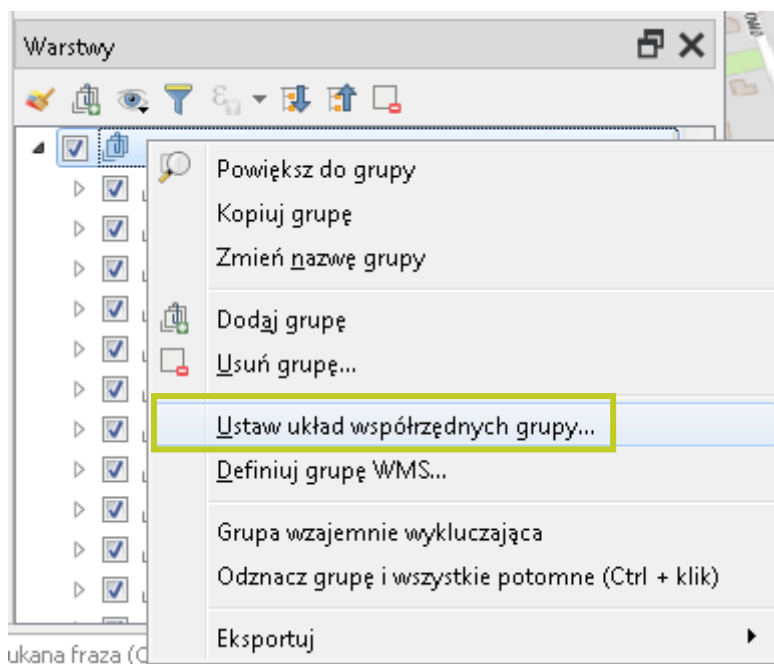 Warstwy
Powiększ do grupy
Kopiuj grupę
Zmień nazwę grupy
Dodaj grupę
Usuń grupę...
Ustaw układ współrzędnych grupy...
Definiuj grupę WMS...
Grupa wzajemnie wykluczająca
Odznacz grupę i wszystkie potomne (Ctrl + klik)
Eksportuj
ukana fraza (C